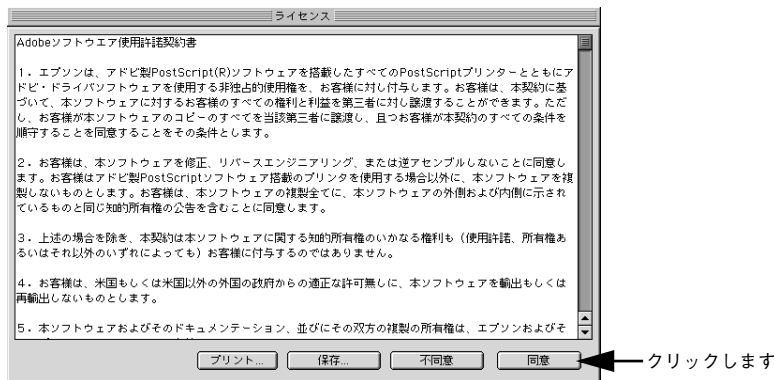 ライセンス
Adobeソフトウエア使用許諾契約書
1. エプソンは、アドビ製PostScript(R)ソフトウェアを搭載したすべてのPostScriptプリンターとともにア
ドビ・ドライバソフトウェアを使用する非独占的使用権を、お客様に対し付与します。お客様は、本契約に基
づいて、本ソフトウェアに対するお客様のすべての権利と利益を第三者に対し譲渡することができます。ただ
し、お客様が本ソフトウェアのコピーのすべてを当該第三者に譲渡し、且つお客様が本契約のすべての条件を
順守することを同意することをその条件とします。
2. お客様は、本ソフトウェアを修正、リバースエンジニアリング、または逆アセンブルしないことに同意し
ます。お客様はアドビ製PostScriptソフトウェア搭載のプリンタを使用する場合以外に、本ソフトウェアを複
製しないものとします。お客様は、本ソフトウェアの複製全てに、本ソフトウェアの外側および内側に示され
ているものと同じ知的所有権の公告を含むことに同意します。
3. 上述の場合を除き、本契約は本ソフトウェアに関する知的所有権のいかなる権利も（使用許諾、所有権あ
るいはそれ以外のいずれによっても）お客様に付与するのではありません。
4. お客様は、米国もしくは米国以外の外国の政府からの適正な許可無しに、本ソフトウェアを輸出もしくは
再輸出しないものとします。
5. 本ソフトウェアおよびそのドキュメンテーション、並びにその双方の複製の所有権は、エプソンおよびそ
プリント... 保存... 不同意 同意 クリックします